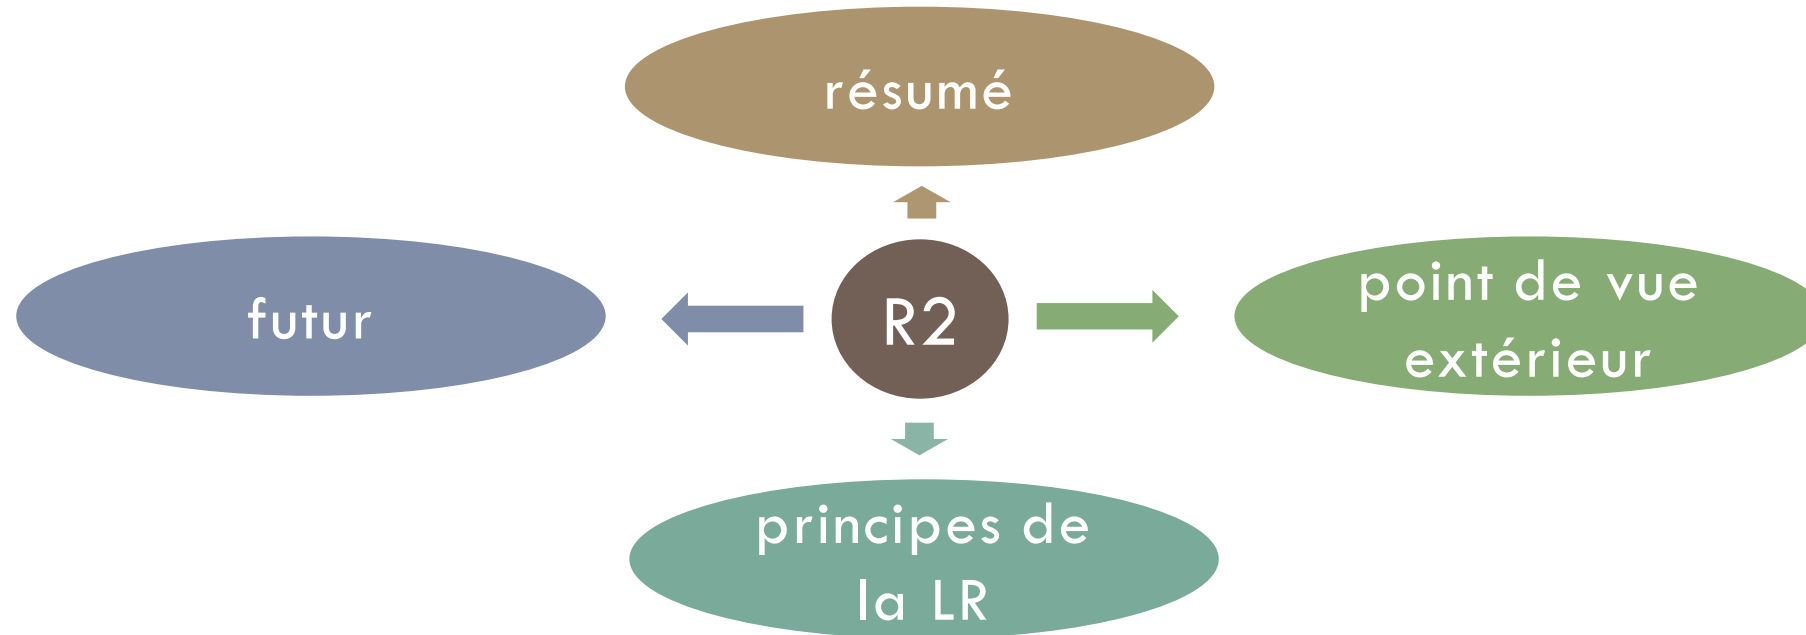 résumé
futur
R2
point de vue
extérieur
principes de
la LR